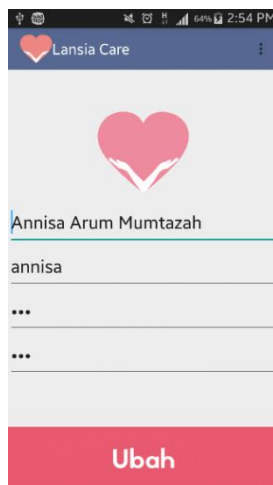 64% 2:54 PM
Lansia Care
Annisa Arum Mumtazah
annisa
•••
•••
Ubah